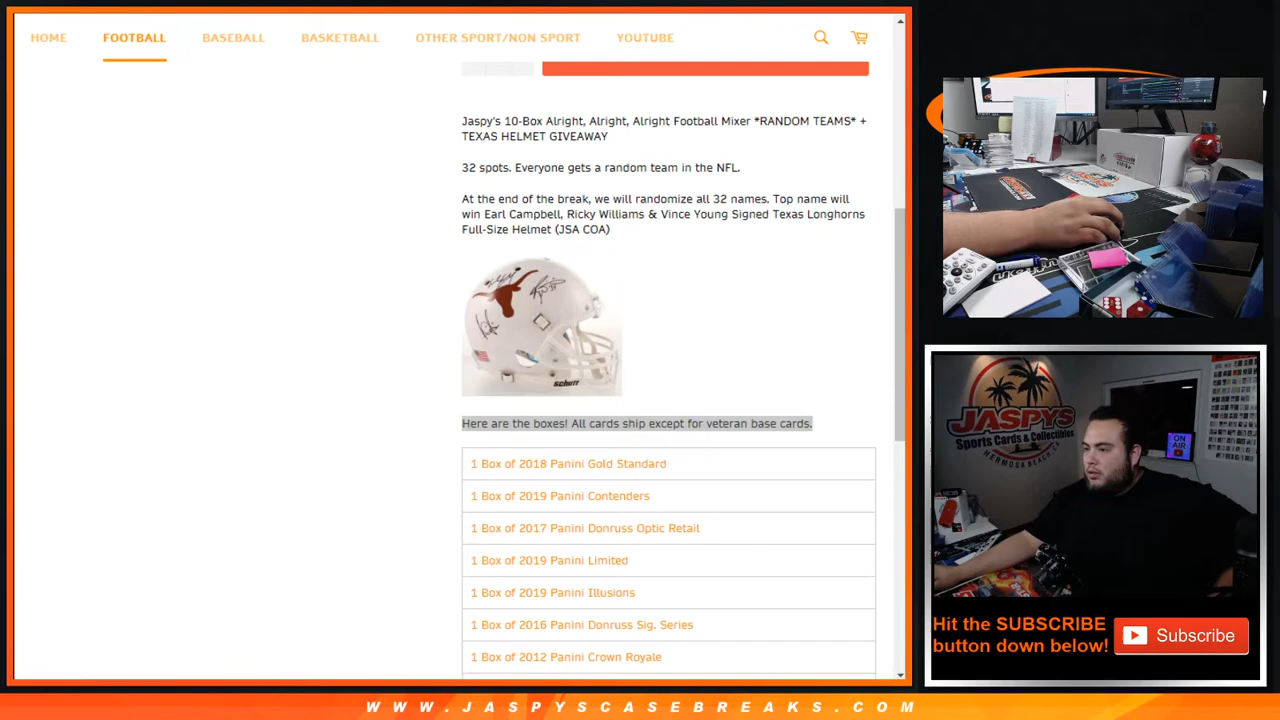 HOME FOOTBALL BASEBALL BASKETBALL OTHER SPORT/NON SPORT YOUTUBE
Jaspy's 10-Box Alright, Alright, Alright Football Mixer *RANDOM TEAMS* +
TEXAS HELMET GIVEAWAY
32 spots. Everyone gets a random team in the NFL.
At the end of the break, we will randomize all 32 names. Top name will
win Earl Campbell, Ricky Williams & Vince Young Signed Texas Longhorns
Full-Size Helmet (JSA COA)
schutt
Here are the boxes! All cards ship except for veteran base cards.
1 Box of 2018 Panini Gold Standard
1 Box of 2019 Panini Contenders
1 Box of 2017 Panini Donruss Optic Retail
1 Box of 2019 Panini Limited
1 Box of 2019 Panini Illusions
1 Box of 2016 Panini Donruss Sig. Series
1 Box of 2012 Panini Crown Royale
JASPYS
Sports Cards & Collectibles
HERMOSA BEACH, CA
ON
AIR
Hit the SUBSCRIBE
button down below!
Subscribe
WWW.JASPYSCASEBREAKS.COM